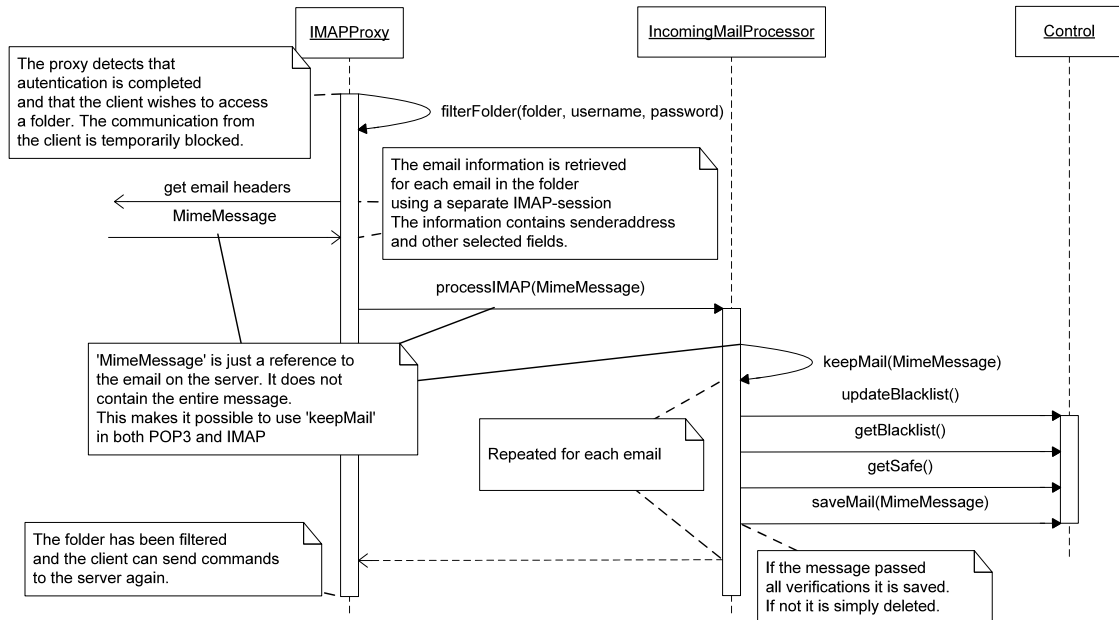 IMAPProxy
IncomingMailProcessor
Control
The proxy detects that
autentication is completed
and that the client wishes to access
a folder. The communication from
the client is temporarily blocked.
filterFolder(folder, username, password)
The email information is retrieved
for each email in the folder
using a separate IMAP-session
The information contains senderaddress
and other selected fields.
get email headers
MimeMessage
processIMAP(MimeMessage)
'MimeMessage' is just a reference to
the email on the server. It does not
contain the entire message.
This makes it possible to use 'keepMail'
in both POP3 and IMAP
keepMail(MimeMessage)
updateBlacklist()
getBlacklist()
Repeated for each email
getSafe()
saveMail(MimeMessage)
The folder has been filtered
and the client can send commands
to the server again.
If the message passed
all verifications it is saved.
If not it is simply deleted.